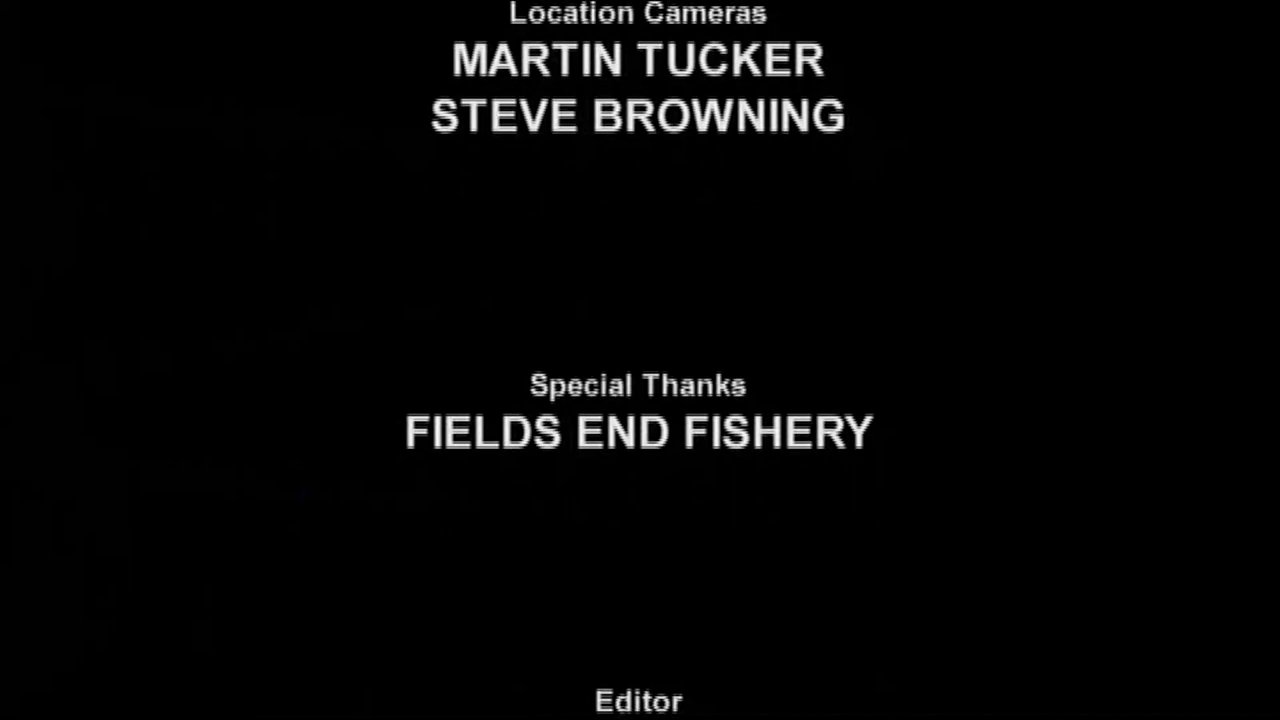 Location Cameras
MARTIN TUCKER
STEVE BROWNING
Special Thanks
FIELDS END FISHERY
Editor